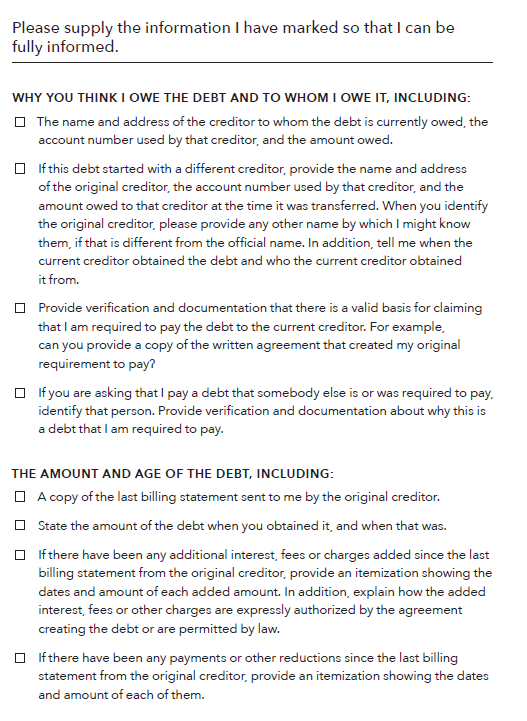 Please supply the information I have marked so that I can be
fully informed.
WHY YOU THINK I OWE THE DEBT AND TO WHOM I OWE IT, INCLUDING:
The name and address of the creditor to whom the debt is currently owed, the
account number used by that creditor, and the amount owed.
If this debt started with a different creditor, provide the name and address
of the original creditor, the account number used by that creditor, and the
amount owed to that creditor at the time it was transferred. When you identify
the original creditor, please provide any other name by which I might know
them, if that is different from the official name. In addition, tell me when the
current creditor obtained the debt and who the current creditor obtained
it from.
Provide verification and documentation that there is a valid basis for claiming
that I am required to pay the debt to the current creditor. For example,
can you provide a copy of the written agreement that created my original
requirement to pay?
If you are asking that I pay a debt that somebody else is or was required to pay,
identify that person. Provide verification and documentation about why this is
a debt that I am required to pay.
THE AMOUNT AND AGE OF THE DEBT, INCLUDING:
A copy of the last billing statement sent to me by the original creditor.
State the amount of the debt when you obtained it, and when that was.
If there have been any additional interest, fees or charges added since the last
billing statement from the original creditor, provide an itemization showing the
dates and amount of each added amount. In addition, explain how the added
interest, fees or other charges are expressly authorized by the agreement
creating the debt or are permitted by law.
If there have been any payments or other reductions since the last billing
statement from the original creditor, provide an itemization showing the dates
and amount of each of them.